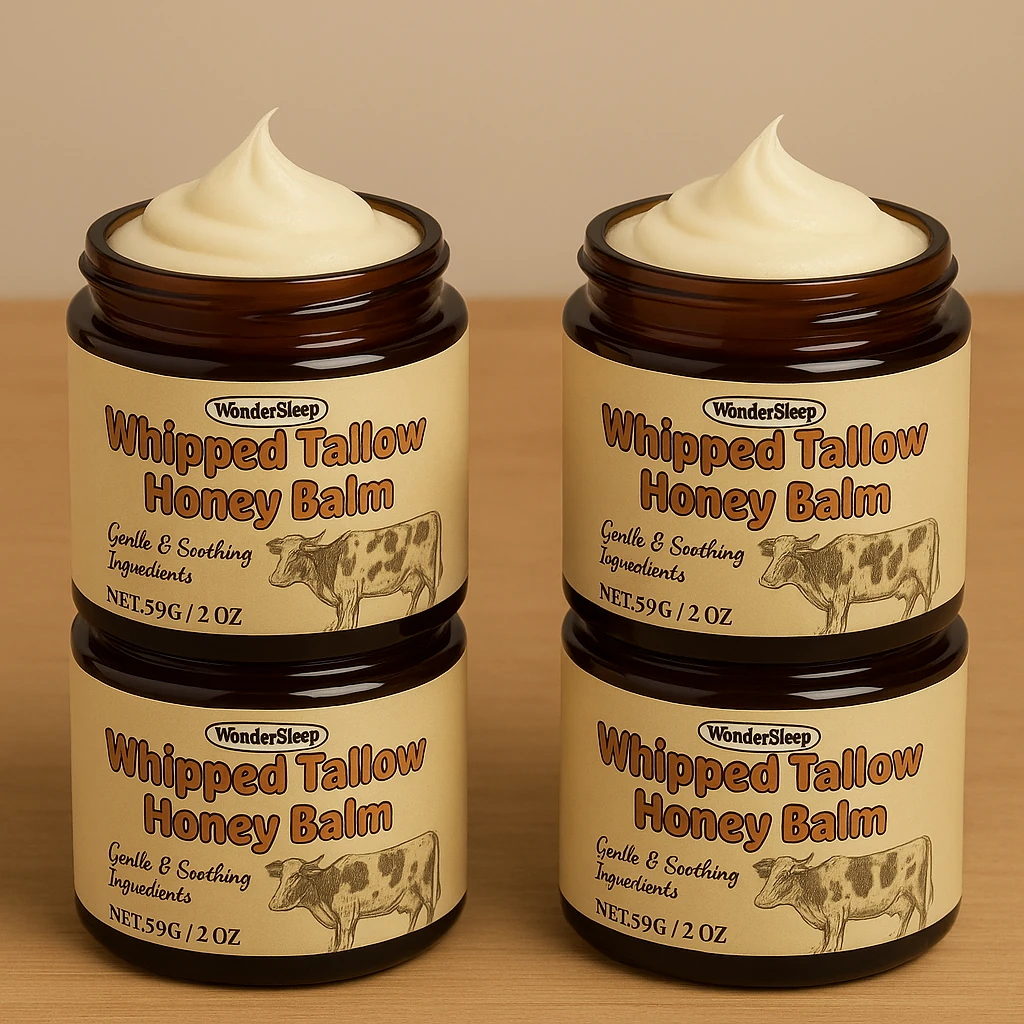 WonderSleep
Whipped Tallow
Honey Balm
Genlle & Soothing
Inguedients
NET.59G / 2 OZ
WonderSleep
Whipped Tallow
Honey Balm
Genlle & Soothing
Iogueolients
NET.59G / 2 OZ
WonderSleep
Whipped Tallow
Honey Balm
Genlle & Soothing
Inguedients
NET.59G / 2 OZ
WonderSleep
Whipped Tallow
Honey Balm
Genlle & Soothing
Inguerlients
NET.59G / 2 OZ